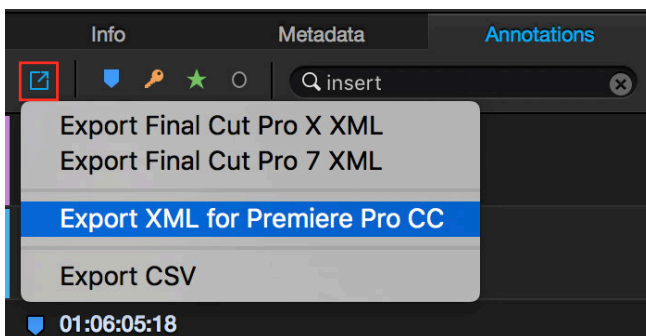 Info Metadata Annotations
insert
Export Final Cut Pro X XML
Export Final Cut Pro 7 XML
Export XML for Premiere Pro CC
Export CSV
01:06:05:18